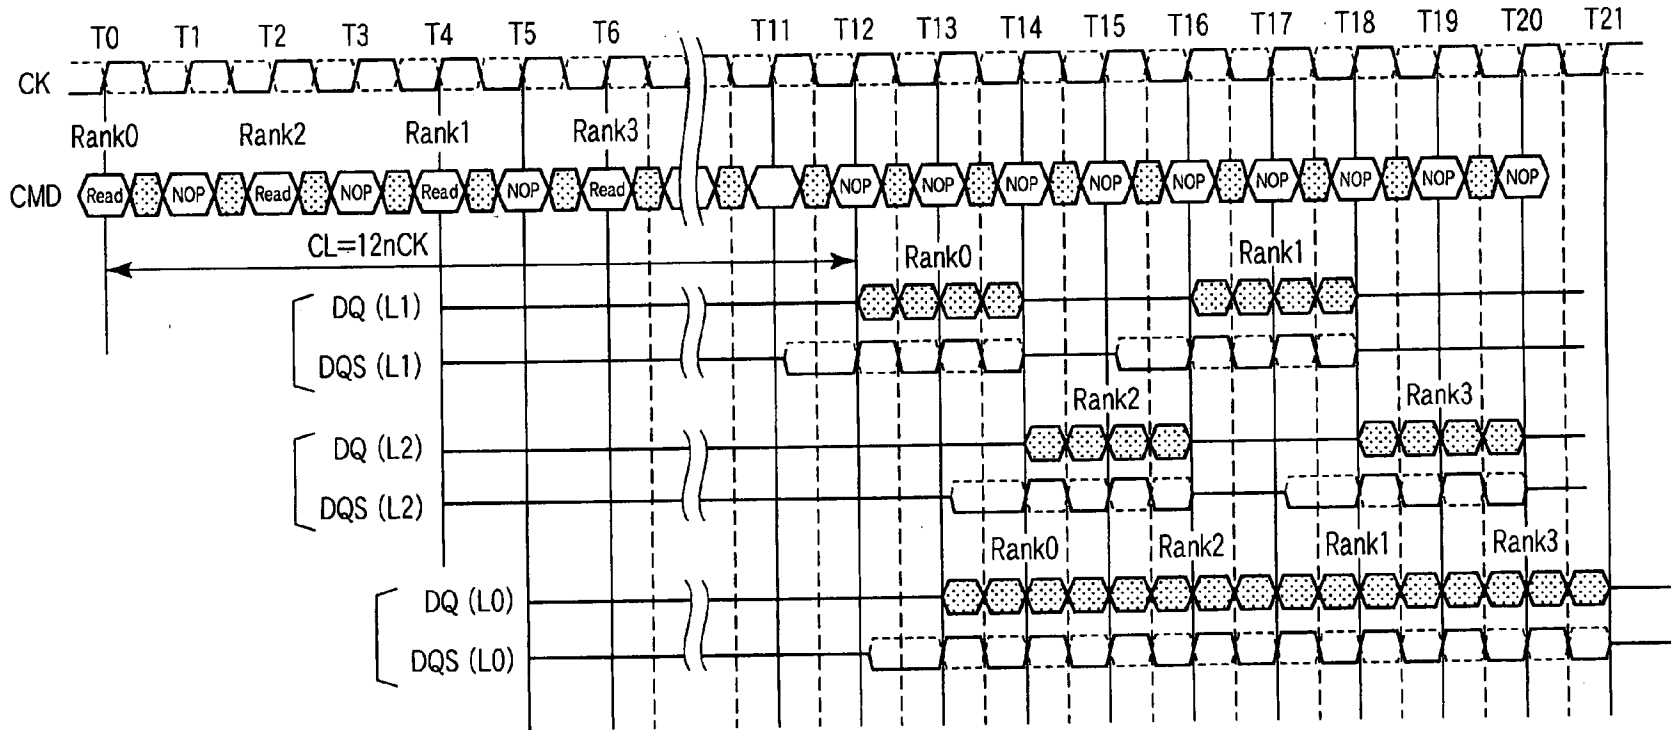 T0 T1 T2 T3 T4 T5 T6 T11 T12 T13 T14 T15 T16 T17 T18 T19 T20 T21
CK
Rank0 Rank2 Rank1 Rank3
CMD Read NOP Read NOP Read NOP Read NOP NOP NOP NOP NOP NOP NOP NOP NOP
CL=12nCK
Rank0 Rank1
DQ (L1)
DQS (L1)
Rank2 Rank3
DQ (L2)
DQS (L2)
Rank0 Rank2 Rank1 Rank3
DQ (L0)
DQS (L0)